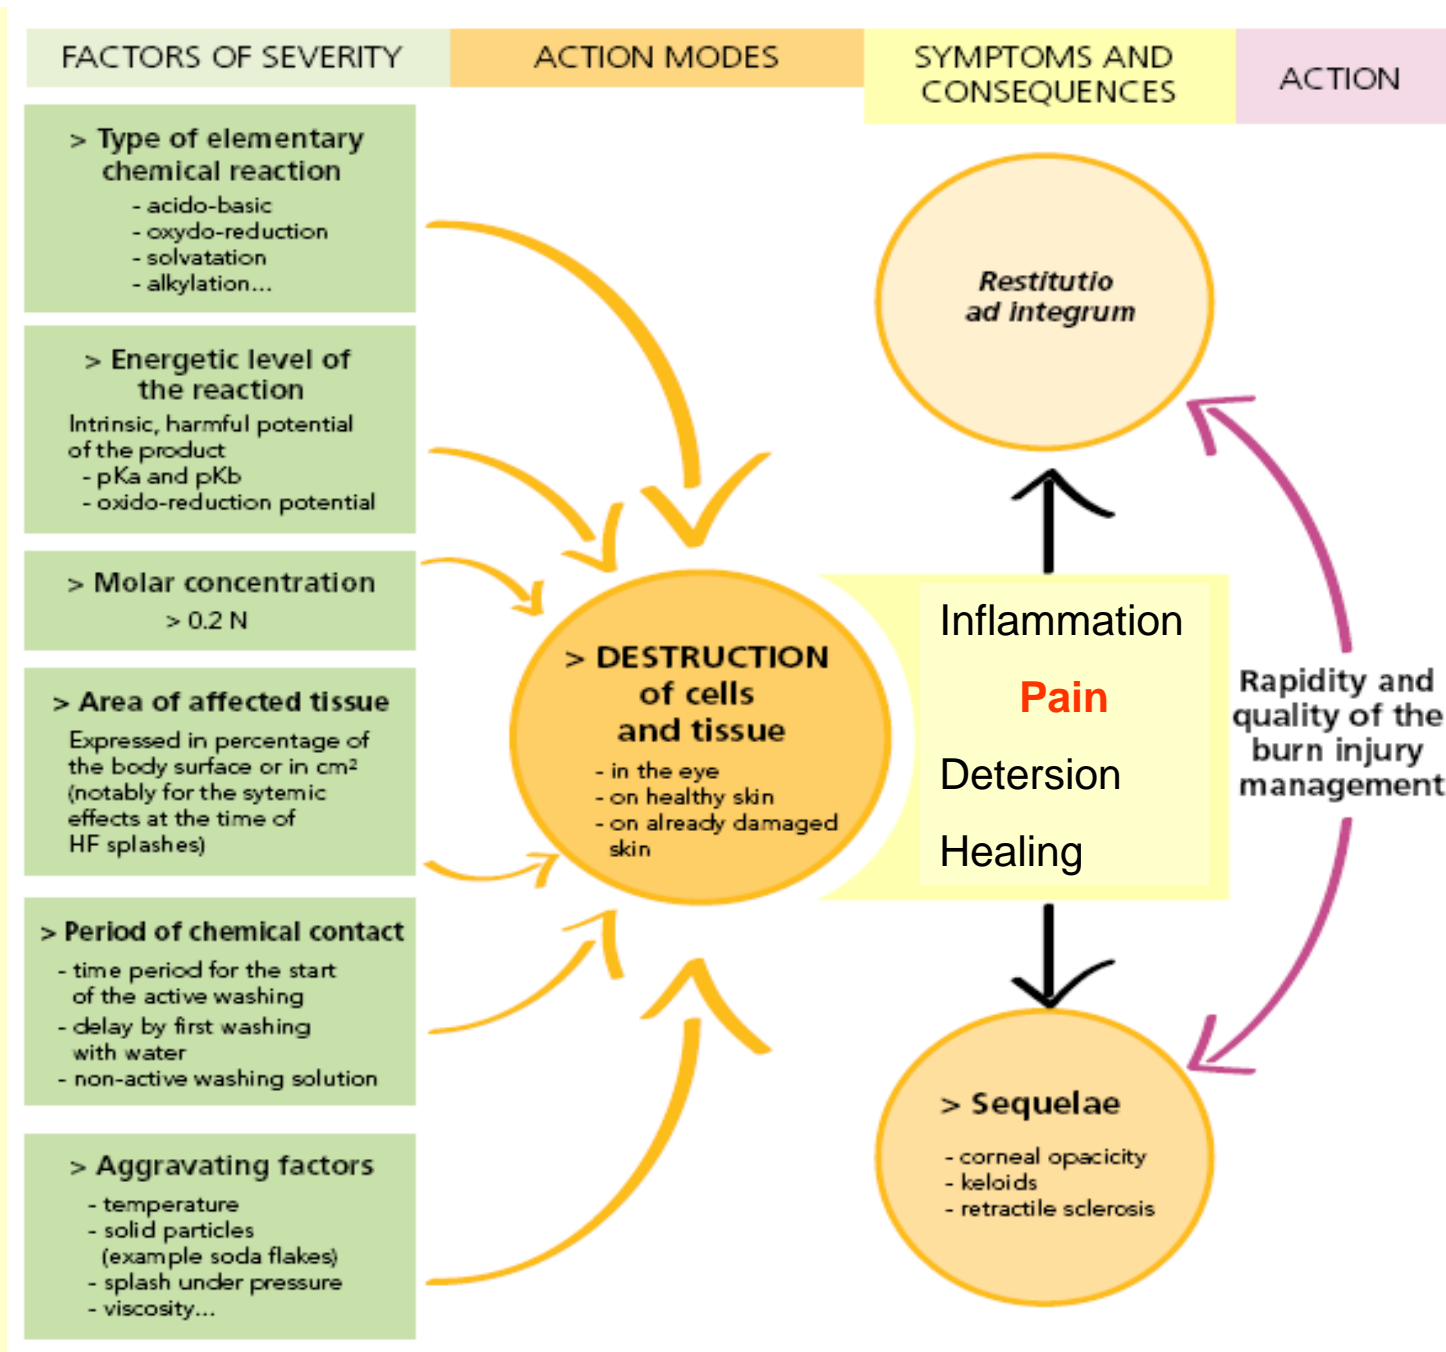 FACTORS OF SEVERITY
ACTION MODES
SYMPTOMS AND
CONSEQUENCES
ACTION
> Type of elementary
chemical reaction
- acido-basic
- oxydo-reduction
- solvatation
- alkylation...
> Energetic level of
the reaction
Intrinsic, harmful potential
of the product
- pKa and pKb
- oxido-reduction potential
> Molar concentration
> 0.2 N
> Area of affected tissue
Expressed in percentage of
the body surface or in cm²
(notably for the sytemic
effects at the time of
HF splashes)
> Period of chemical contact
- time period for the start
of the active washing
- delay by first washing
with water
- non-active washing solution
> Aggravating factors
- temperature
- solid particles
(example soda flakes)
- splash under pressure
- viscosity...
> DESTRUCTION
of cells
and tissue
- in the eye
- on healthy skin
- on already damaged
skin
Restitutio
ad integrum
Inflammation
Pain
Detersion
Healing
> Sequelae
- corneal opacicity
- keloids
- retractile sclerosis
Rapidity and
quality of the
burn injury
management